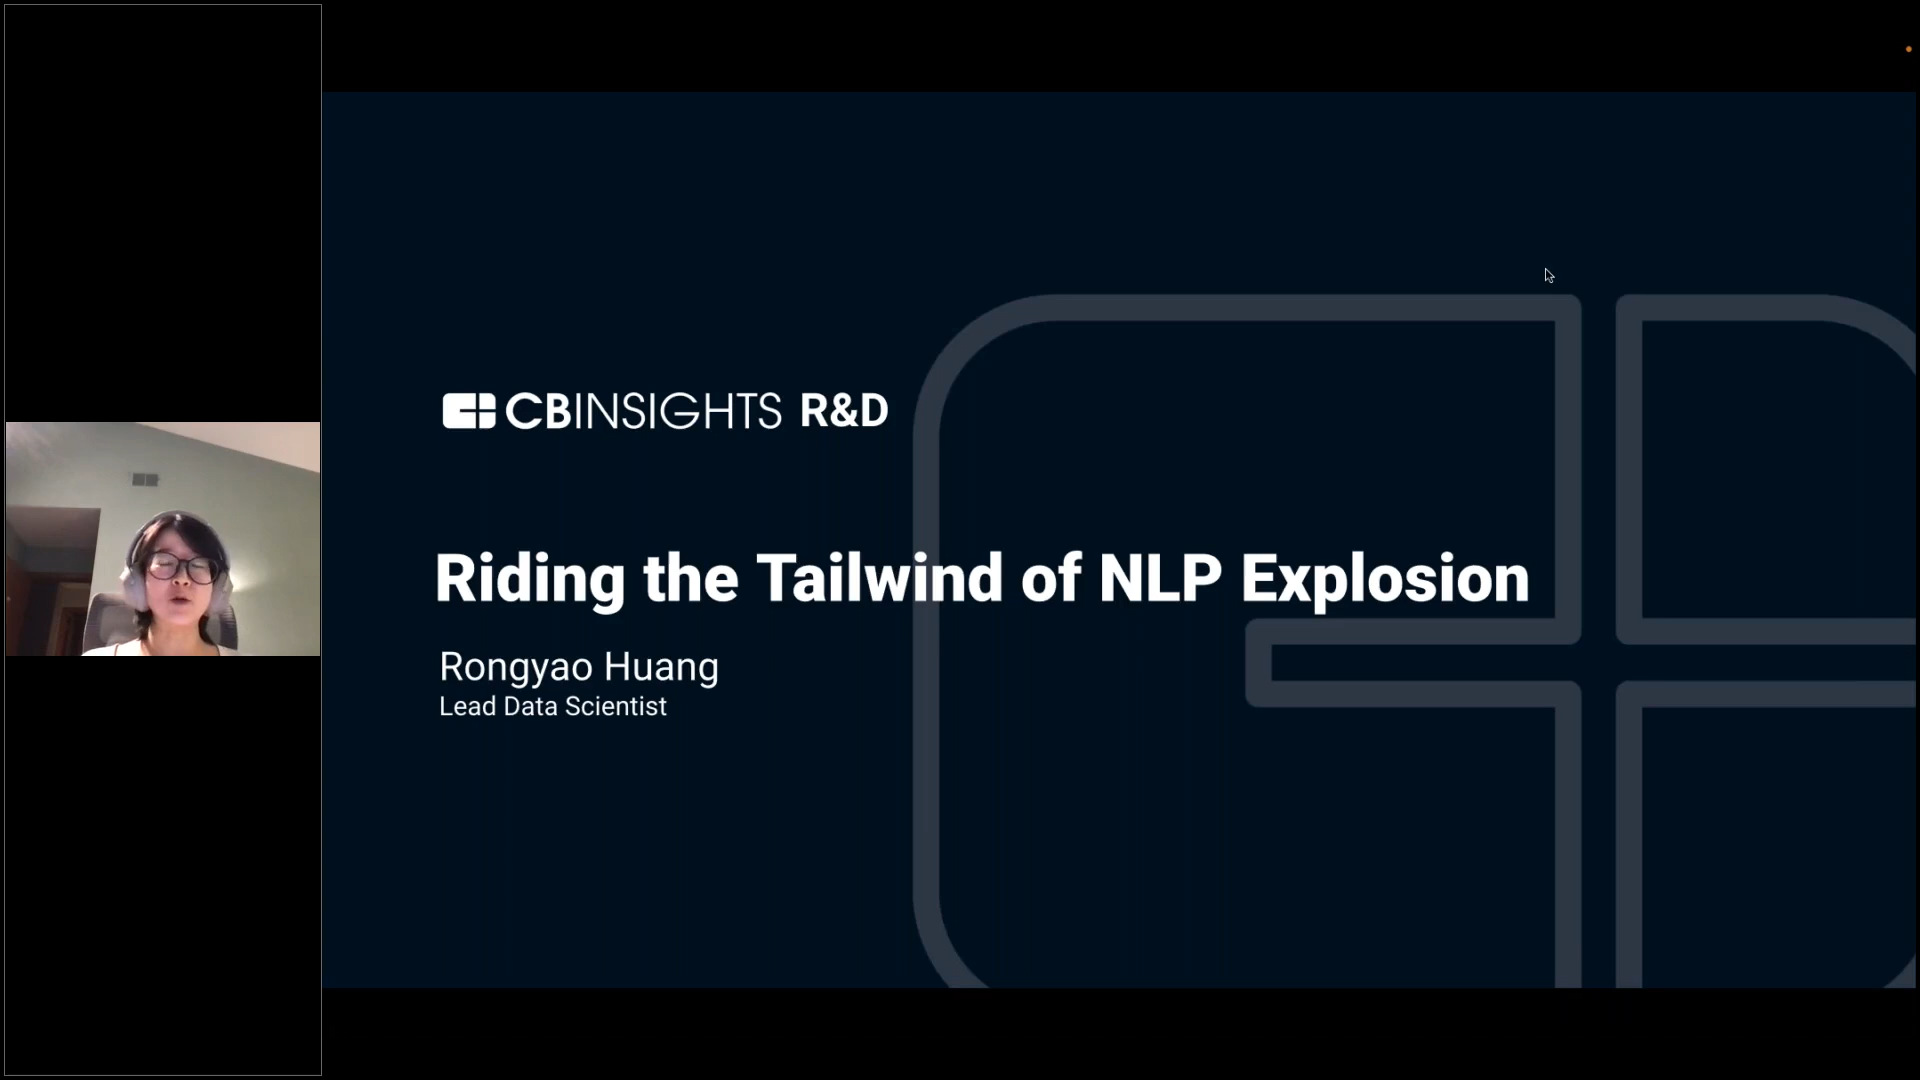 CBINSIGHTS R&D
Riding the Tailwind of NLP Explosion
Rongyao Huang
Lead Data Scientist